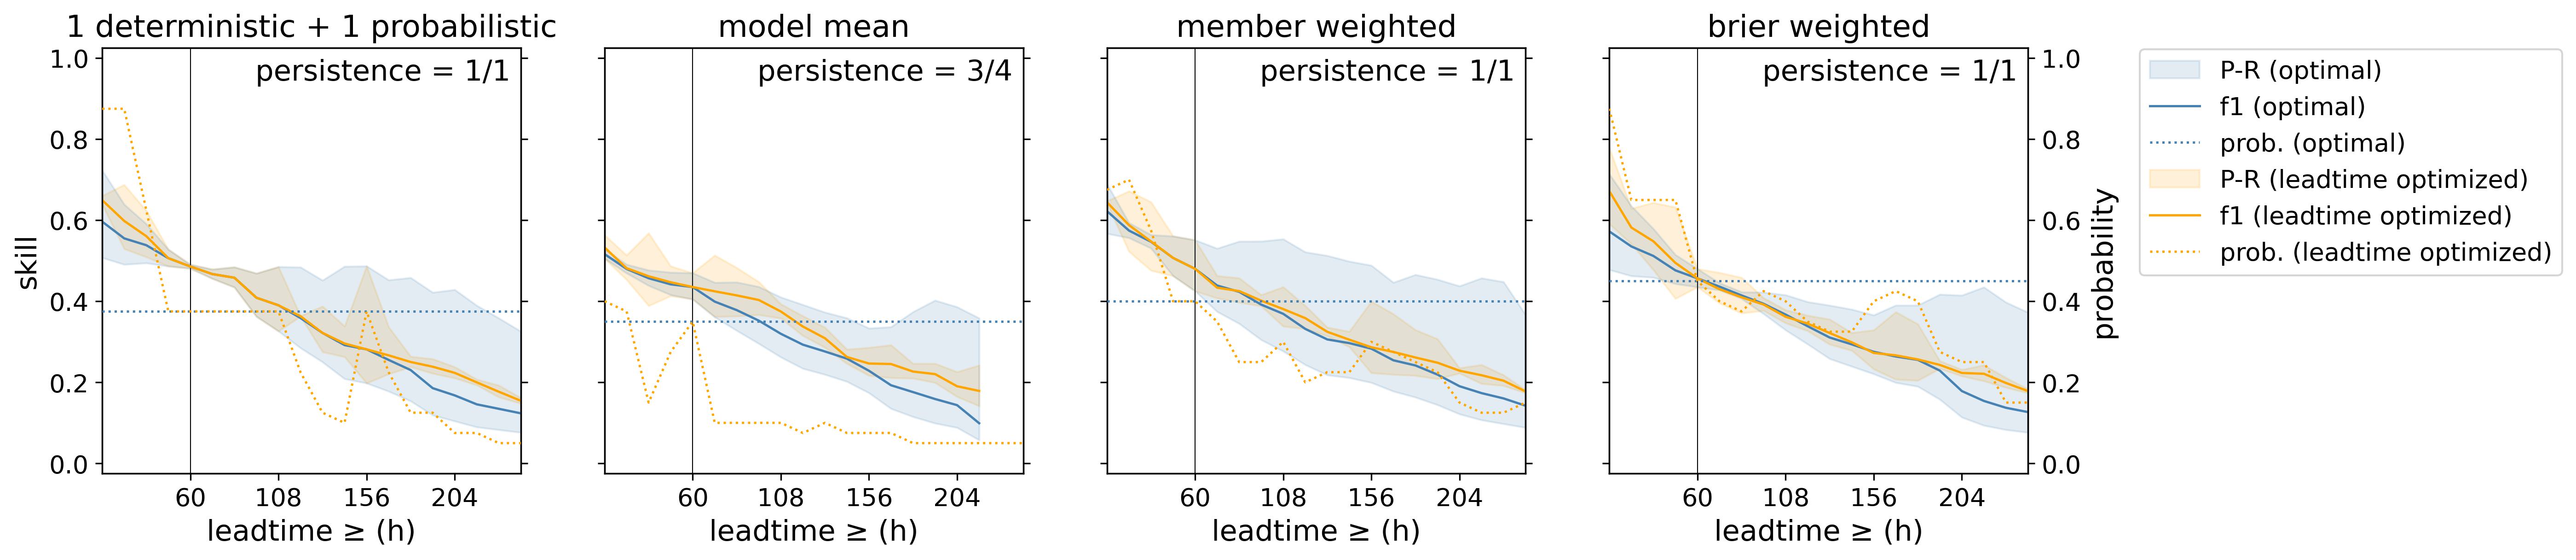 1 deterministic + 1 probabilistic
model mean
member weighted
brier weighted
persistence = 1/1
persistence = 3/4
persistence = 1/1
persistence = 1/1
skill
1.0
0.8
0.6
0.4
0.2
0.0
60 108 156 204
60 108 156 204
60 108 156 204
60 108 156 204
leadtime ≥ (h)
leadtime ≥ (h)
leadtime ≥ (h)
leadtime ≥ (h)
1.0
0.8
0.6
0.4
0.2
0.0
probability
P-R (optimal)
f1 (optimal)
prob. (optimal)
P-R (leadtime optimized)
f1 (leadtime optimized)
prob. (leadtime optimized)